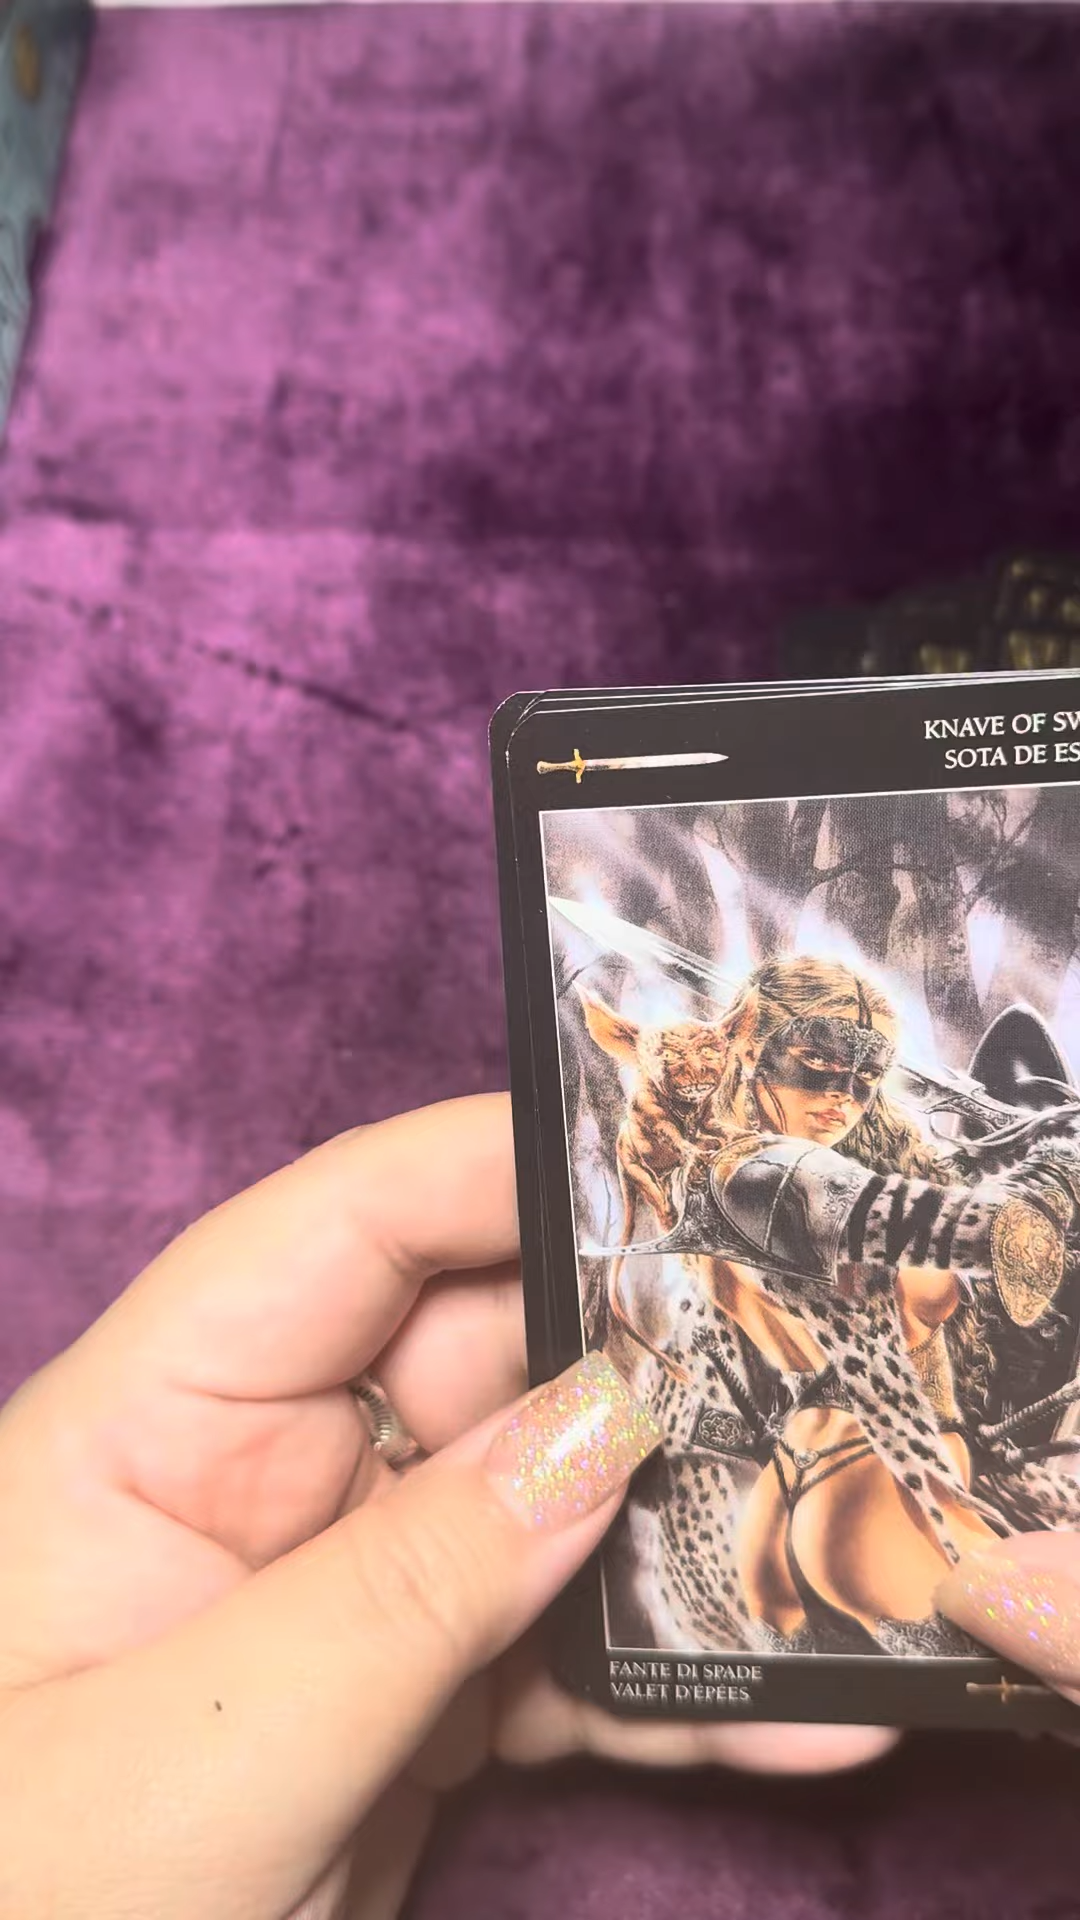 KNAVE OF SW
SOTA DE ES
FANTE DI SPADE
VALET D'ÉPÉES